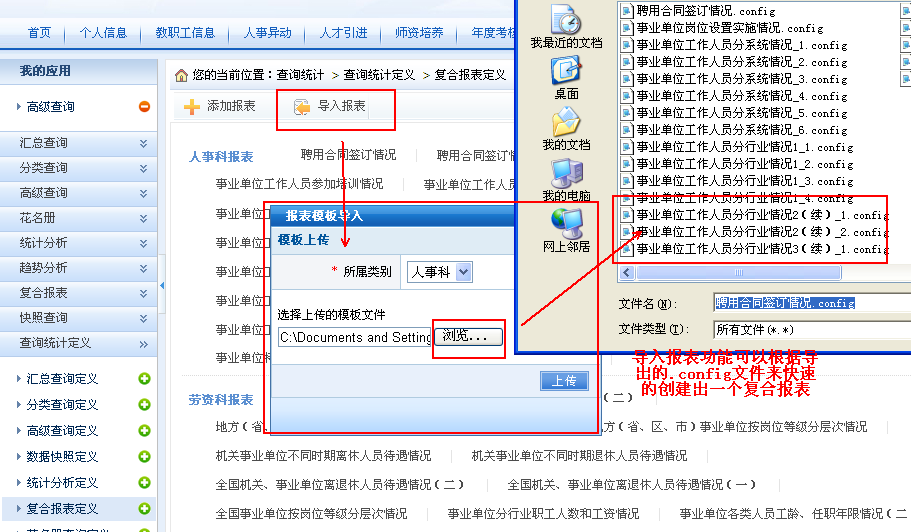 首页 个人信息 教职工信息 人事异动 人才引进 师资培养 年度考核
我的应用
高级查询
汇总查询
分类查询
高级查询
花名册
统计分析
趋势分析
复合报表
快照查询
查询统计定义
汇总查询定义
分类查询定义
高级查询定义
数据快照定义
统计分析定义
复合报表定义
您的当前位置：查询统计 > 查询统计定义 > 复合报表定义
添加报表 导入报表
人事科报表 聘用合同签订情况 聘用合同签订情
事业单位工作人员参加培训情况 事业单位工作人员
事业单位
事业单位
事业单位
事业单位
事业单位
事业单位
报表模板导入
模板上传
* 所属类别 人事科
选择上传的模板文件
C:\Documents and Setting 浏览...
上传
劳资科报表 (二)
地方（省、 方（省、区、市）事业单位按岗位等级分层次情况
机关事业单位不同时期离休人员待遇情况 机关事业单位不同时期退休人员待遇情况
全国机关、事业单位离退休人员待遇情况（二） 全国机关、事业单位离退休人员待遇情况（一）
全国事业单位按岗位等级分层次情况 事业单位分行业职工人数和工资情况 事业单位各类人员工龄、任职年限情况（二
我最近的文档
桌面
我的文档
我的电脑
网上邻居
聘用合同签订情况.config
事业单位岗位设置实施情况.config
事业单位工作人员分系统情况_1.config
事业单位工作人员分系统情况_2.config
事业单位工作人员分系统情况_3.config
事业单位工作人员分系统情况_4.config
事业单位工作人员分系统情况_5.config
事业单位工作人员分系统情况_6.config
事业单位工作人员分行业情况1_1.config
事业单位工作人员分行业情况1_2.config
事业单位工作人员分行业情况1_3.config
事业单位工作人员分行业情况1_4.config
事业单位工作人员分行业情况2(续)_1.config
事业单位工作人员分行业情况2(续)_2.config
事业单位工作人员分行业情况3(续)_1.config
文件名(N): 聘用合同签订情况.config
文件类型(T): 所有文件(*.*)
导入报表功能可以根据导
出的.config文件来快速
的创建出一个复合报表